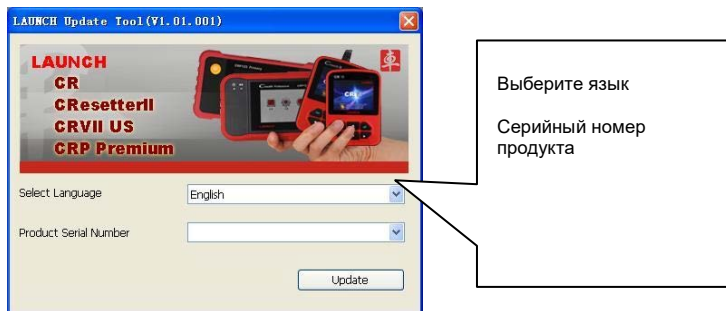 LAUNCH Update Tool(V1.01.001)
LAUNCH
CR
CResetterII
CRVII US
CRP Premium
Select Language
English
Product Serial Number
Update
Выберите язык
Серийный номер
продукта